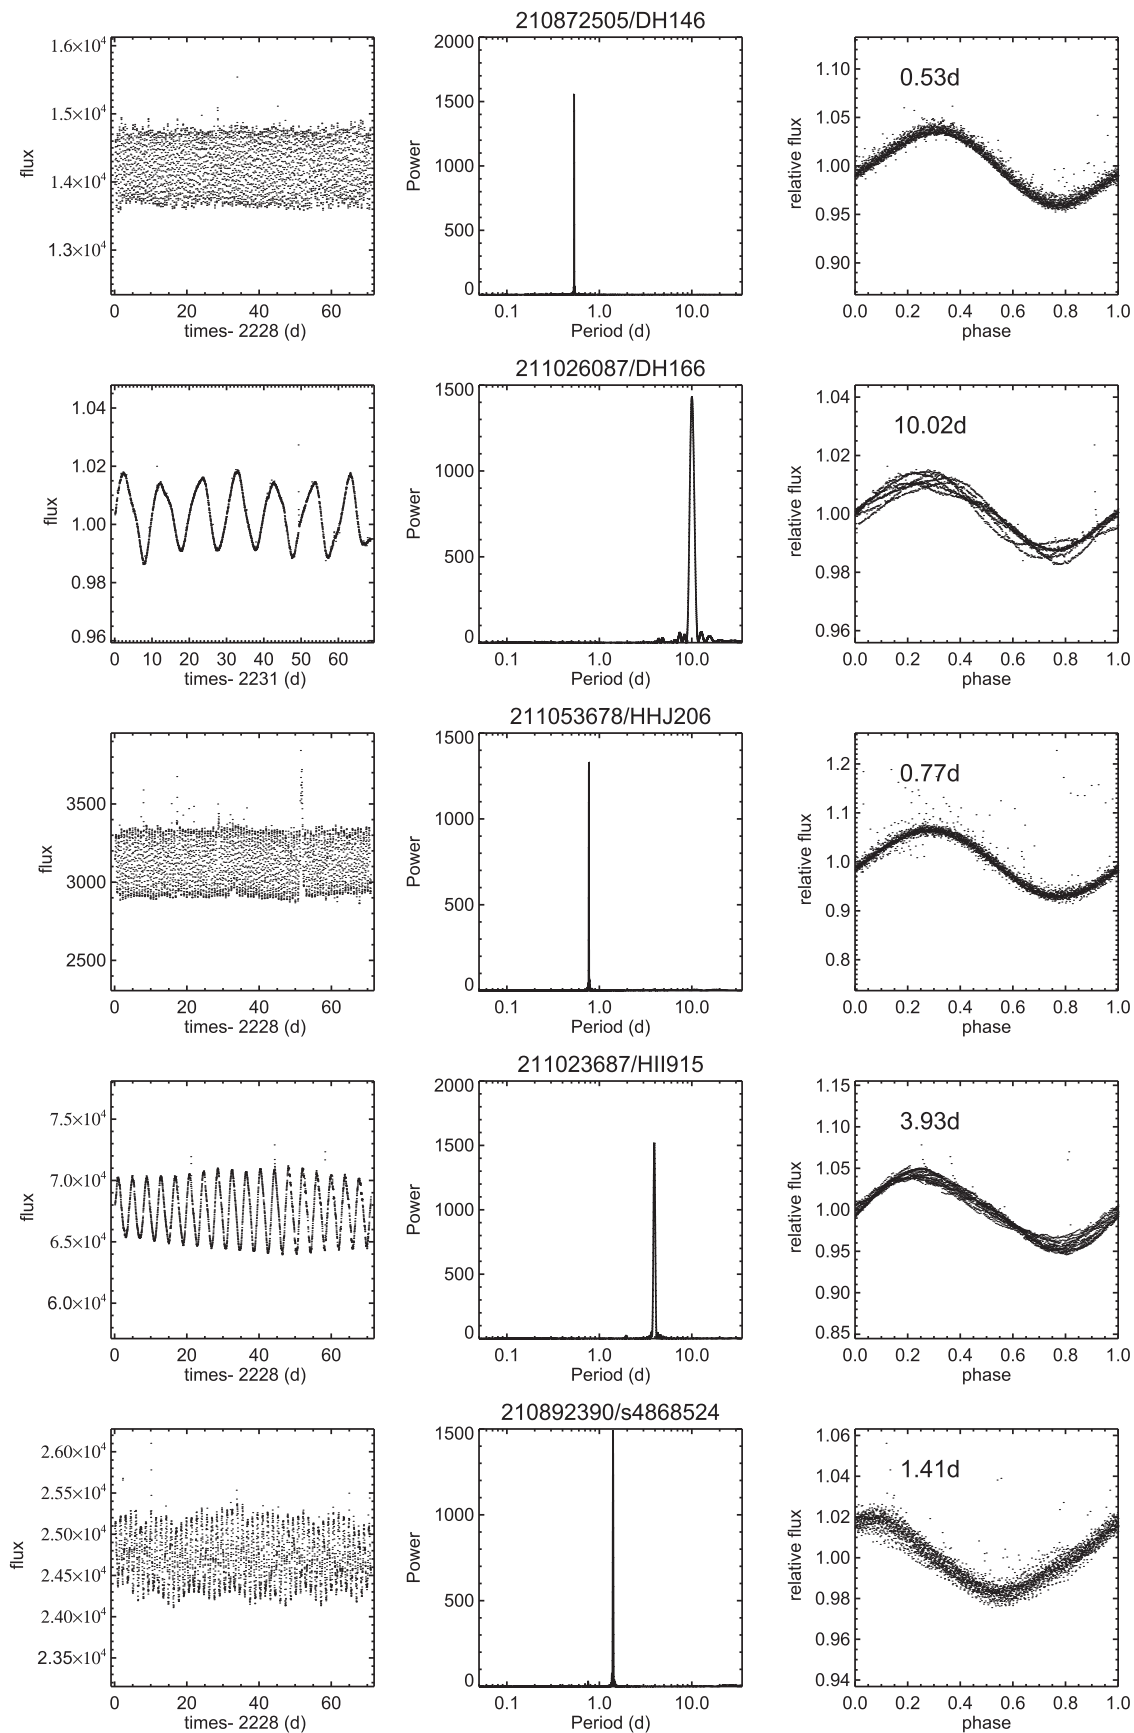 210872505/DH146
1.6×10⁴
1.5×10⁴
1.4×10⁴
1.3×10⁴
flux
0 20 40 60
times- 2228 (d)
2000
1500
1000
500
0
Power
0.1 1.0 10.0
Period (d)
0.53d
1.10
1.05
1.00
0.95
0.90
relative flux
0.0 0.2 0.4 0.6 0.8 1.0
phase
211026087/DH166
1.04
1.02
1.00
0.98
0.96
flux
0 10 20 30 40 50 60
times- 2231 (d)
1500
1000
500
0
Power
0.1 1.0 10.0
Period (d)
10.02d
1.04
1.02
1.00
0.98
0.96
relative flux
0.0 0.2 0.4 0.6 0.8 1.0
phase
211053678/HHJ206
3500
3000
2500
flux
0 20 40 60
times- 2228 (d)
1500
1000
500
0
Power
0.1 1.0 10.0
Period (d)
0.77d
1.2
1.1
1.0
0.9
0.8
relative flux
0.0 0.2 0.4 0.6 0.8 1.0
phase
211023687/HII915
7.5×10⁴
7.0×10⁴
6.5×10⁴
6.0×10⁴
flux
0 20 40 60
times- 2228 (d)
2000
1500
1000
500
0
Power
0.1 1.0 10.0
Period (d)
3.93d
1.15
1.10
1.05
1.00
0.95
0.90
0.85
relative flux
0.0 0.2 0.4 0.6 0.8 1.0
phase
210892390/s4868524
2.60×10⁴
2.55×10⁴
2.50×10⁴
2.45×10⁴
2.40×10⁴
2.35×10⁴
flux
0 20 40 60
times- 2228 (d)
1500
1000
500
0
Power
0.1 1.0 10.0
Period (d)
1.41d
1.06
1.04
1.02
1.00
0.98
0.96
0.94
relative flux
0.0 0.2 0.4 0.6 0.8 1.0
phase